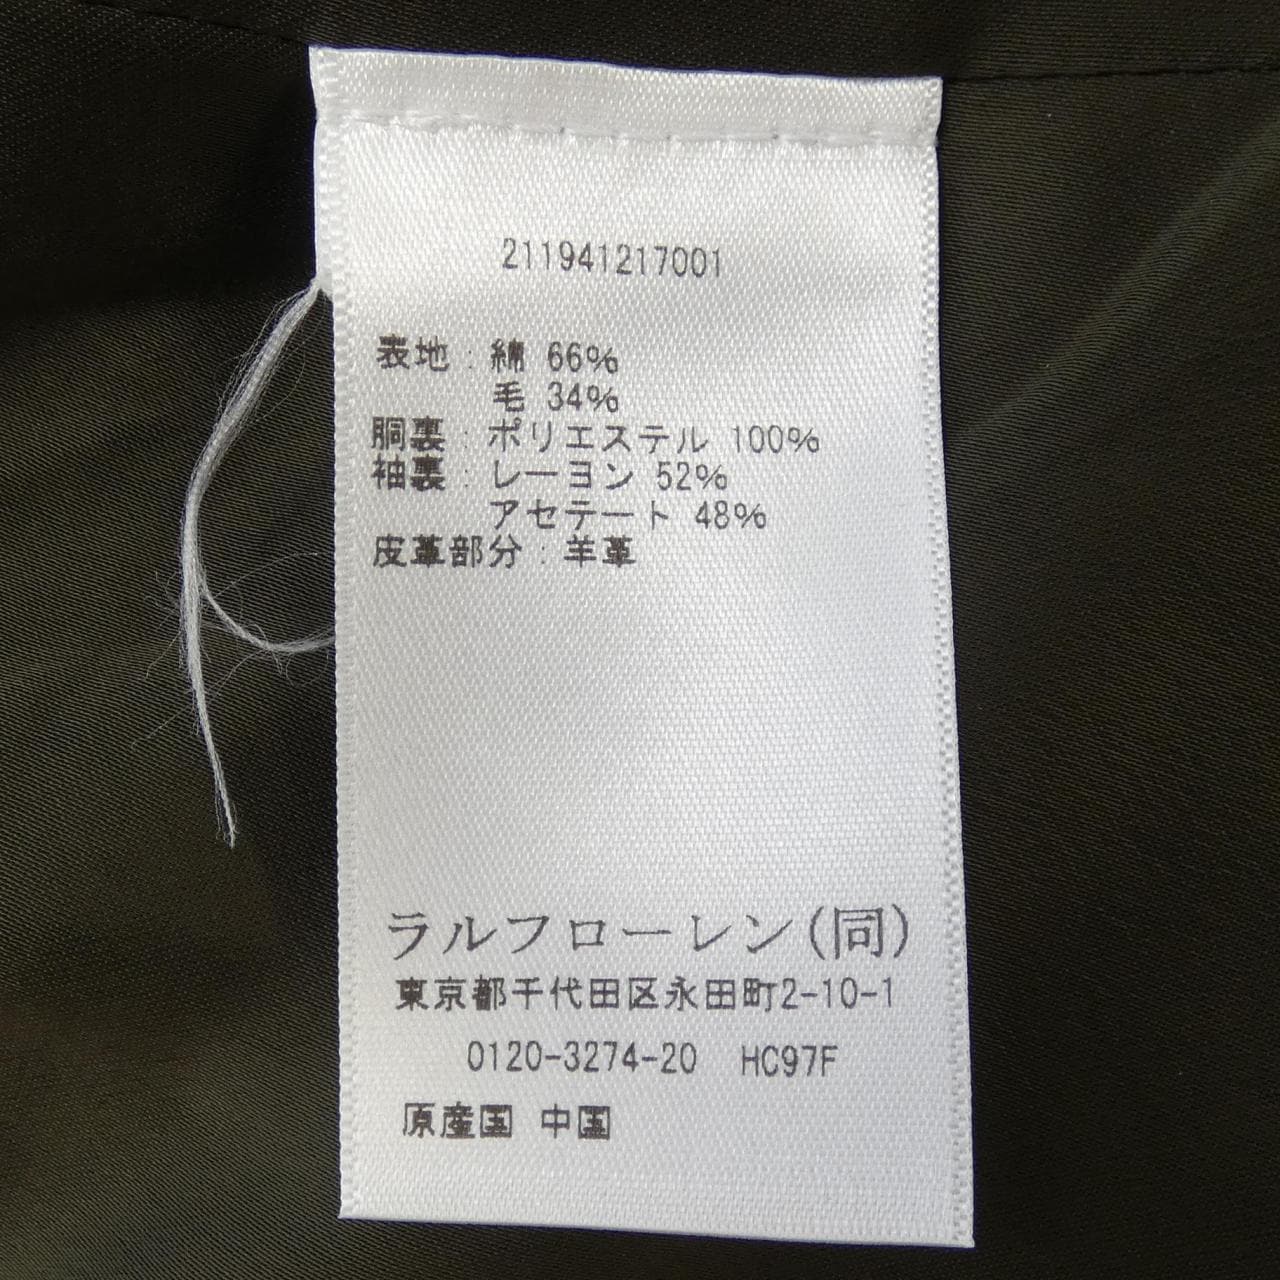 211941217001
表地：綿 66%
毛 34%
胴裏：ポリエステル 100%
袖裏：レーヨン 52%
アセテート 48%
皮革部分：羊革
ラルフローレン(同)
東京都千代田区永田町2-10-1
0120-3274-20 HC97F
原産国 中国